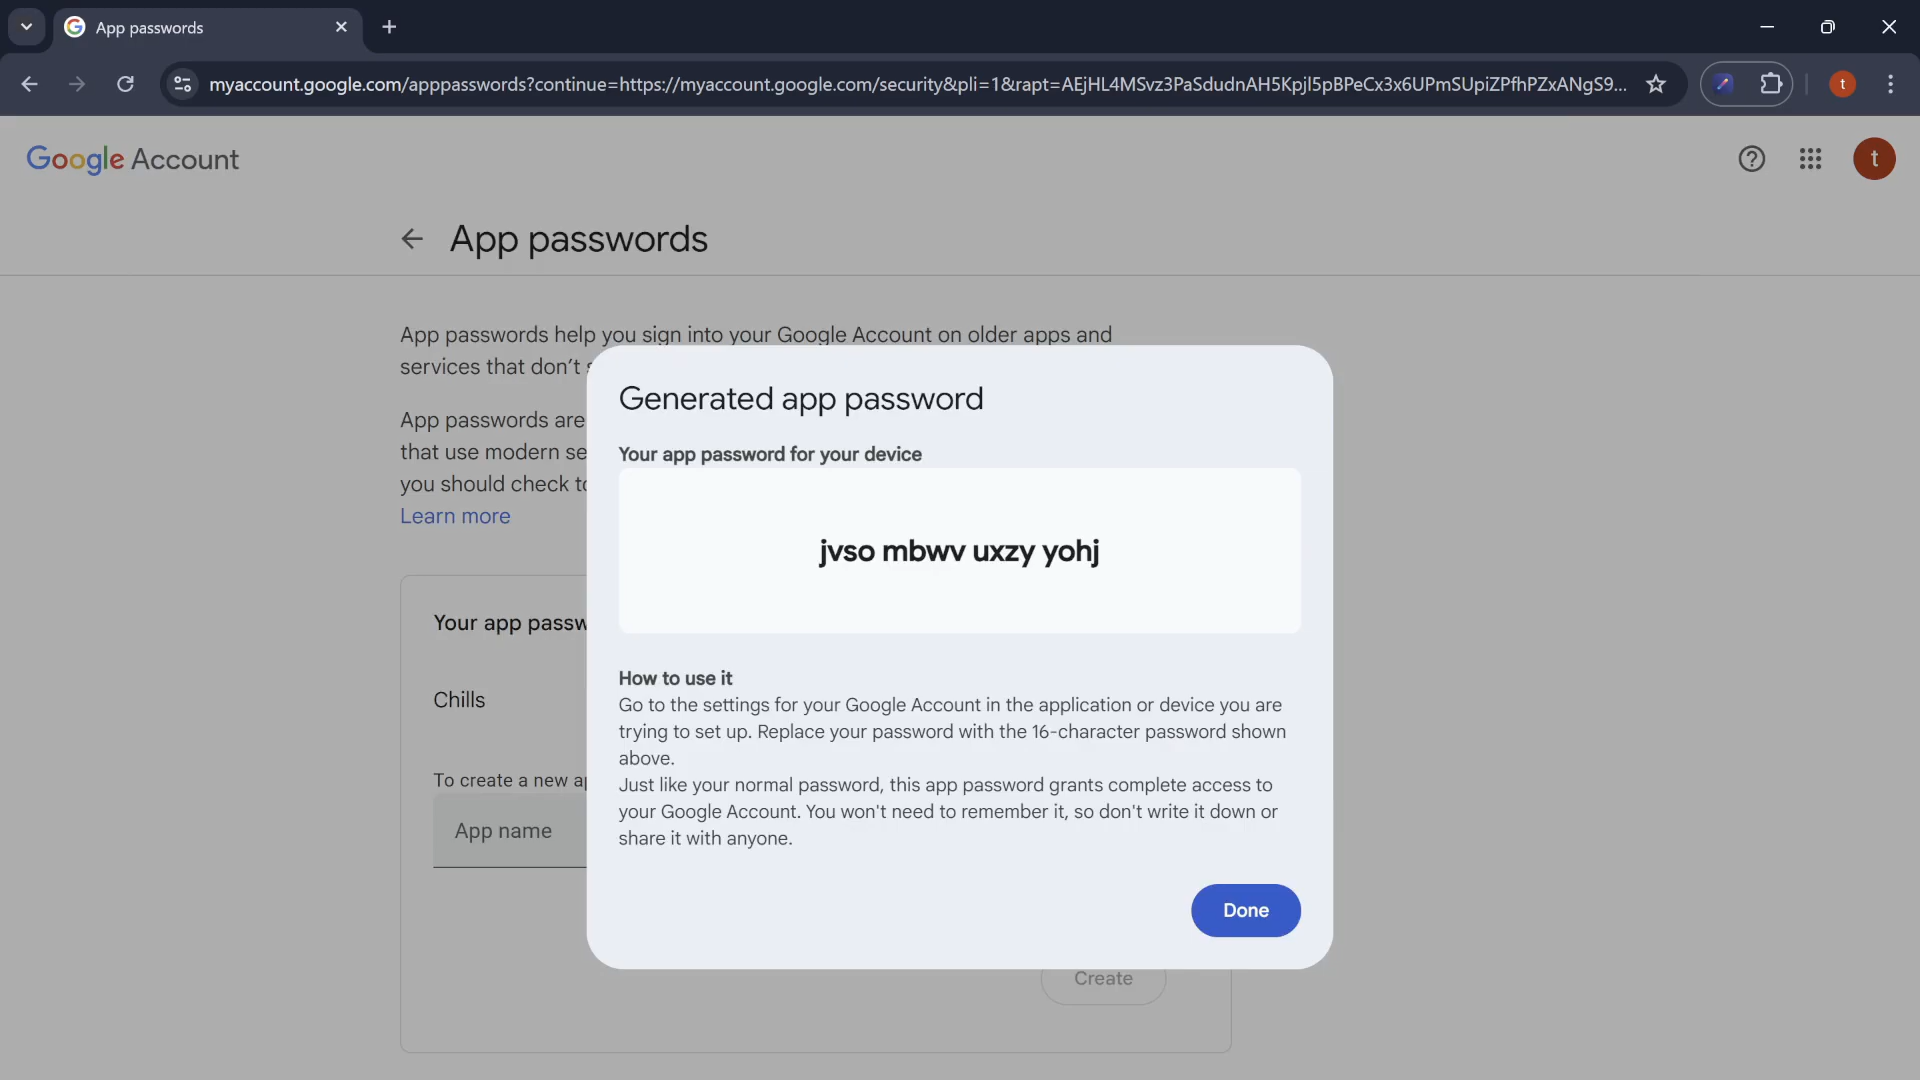 App passwords
myaccount.google.com/apppasswords?continue=https://myaccount.google.com/security&pli=1&rapt=AEjHL4MSvz3PaSdudnAH5Kpjl5pBPeCx3x6UPmSUpiZPfhPZxANgS9...
t
Google Account
t
App passwords
App passwords help you sign into your Google Account on older apps and
services that don't
App passwords are
that use modern se
you should check to
Learn more
Generated app password
Your app password for your device
jvso mbwv uxzy yohj
Your app passw
Chills
To create a new ap
App name
How to use it
Go to the settings for your Google Account in the application or device you are
trying to set up. Replace your password with the 16-character password shown
above.
Just like your normal password, this app password grants complete access to
your Google Account. You won't need to remember it, so don't write it down or
share it with anyone.
Done
Create